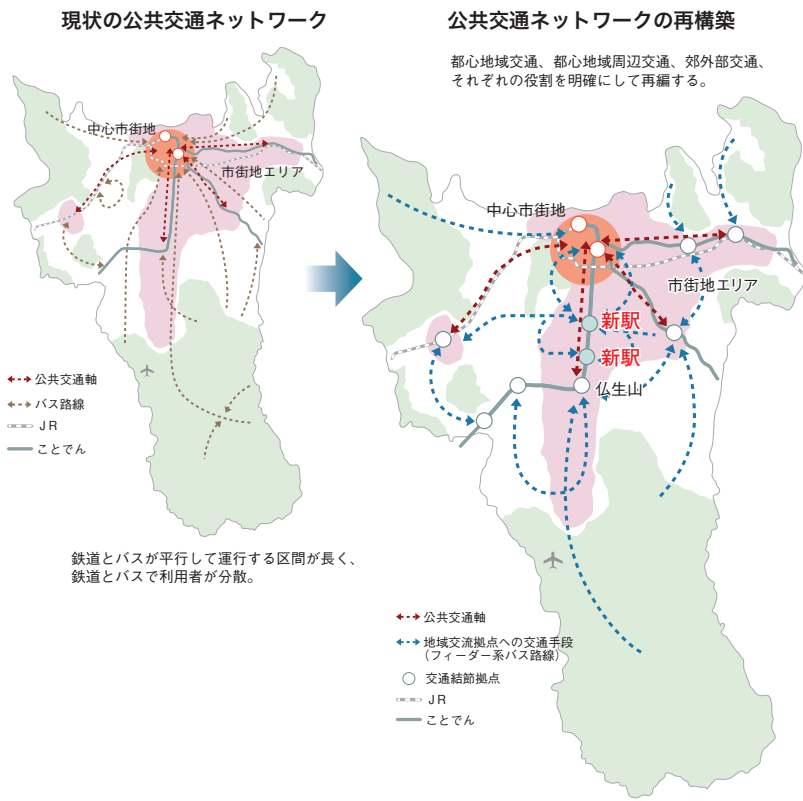 現状の公共交通ネットワーク
中心市街地
市街地エリア
公共交通軸
バス路線
JR
ことでん
鉄道とバスが平行して運行する区間が長く、
鉄道とバスで利用者が分散。
公共交通ネットワークの再構築
都心地域交通、都心地域周辺交通、郊外部交通、
それぞれの役割を明確にして再編する。
中心市街地
市街地エリア
新駅
新駅
仏生山
公共交通軸
地域交流拠点への交通手段
（フィーダー系バス路線）
交通結節拠点
JR
ことでん